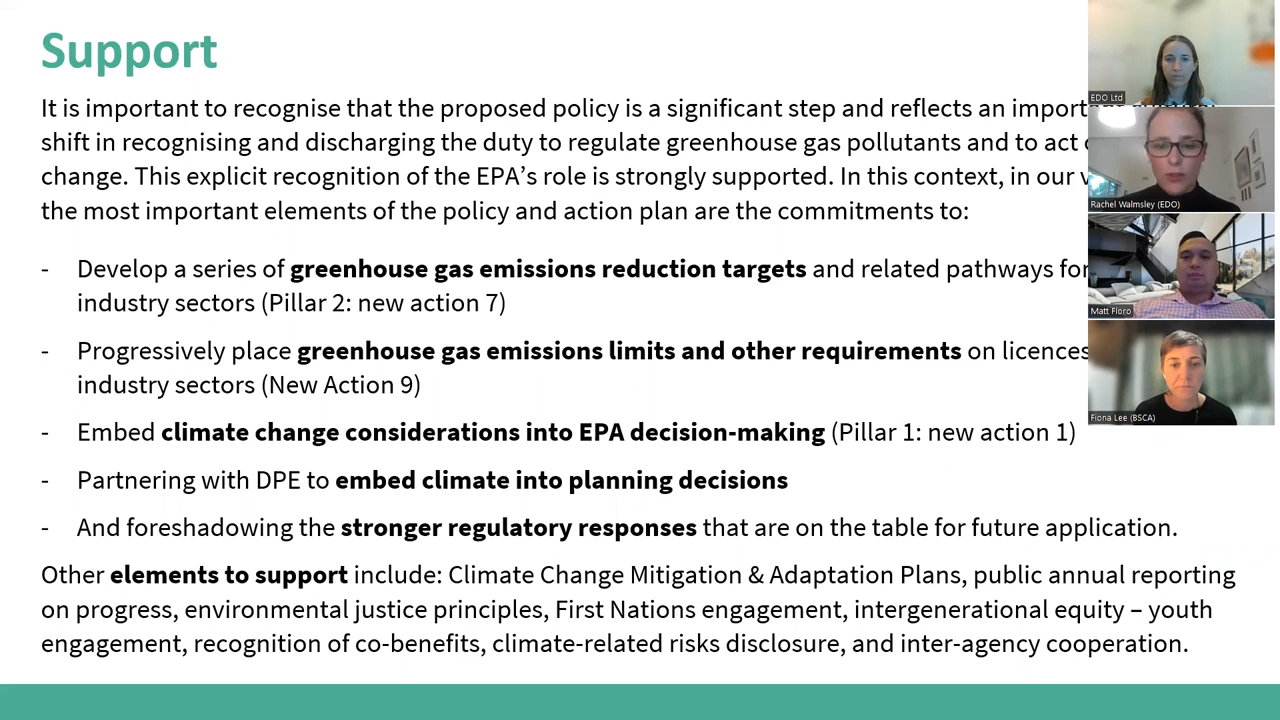 Support
It is important to recognise that the proposed policy is a significant step and reflects an
shift in recognising and discharging the duty to regulate greenhouse gas pollutants and to act
change. This explicit recognition of the EPA’s role is strongly supported. In this context, in our
the most important elements of the policy and action plan are the commitments to:
- Develop a series of greenhouse gas emissions reduction targets and related pathways for
industry sectors (Pillar 2: new action 7)
- Progressively place greenhouse gas emissions limits and other requirements on licences
industry sectors (New Action 9)
- Embed climate change considerations into EPA decision-making (Pillar 1: new action 1)
- Partnering with DPE to embed climate into planning decisions
- And foreshadowing the stronger regulatory responses that are on the table for future application.
Other elements to support include: Climate Change Mitigation & Adaptation Plans, public annual reporting
on progress, environmental justice principles, First Nations engagement, intergenerational equity – youth
engagement, recognition of co-benefits, climate-related risks disclosure, and inter-agency cooperation.
EDO Ltd
Rachel Walmsley (EDO)
Matt Floro
Fiona Lee (BSCA)